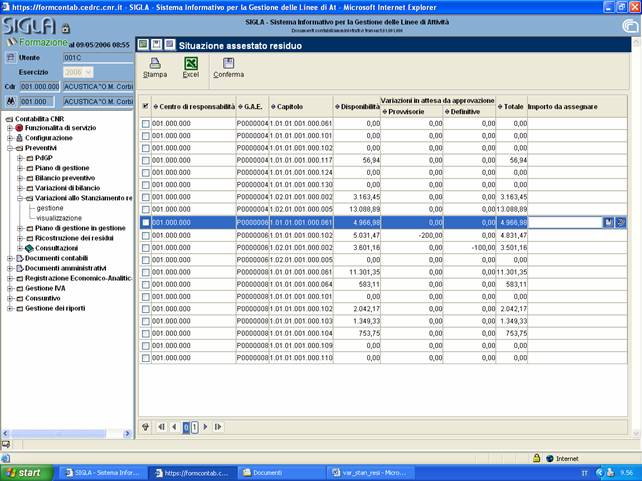 https://formcontab.cedrc.cnr.it - SIGLA - Sistema Informativo per la Gestione delle Linee di At - Microsoft Internet Explorer
SIGLA
SIGLA - Sistema Informativo per la Gestione delle Linee di Attività
Formazione al 09/05/2006 08:55
Utente 001C
Esercizio 2006
Cdr 001.000.000 ACUSTICA"O.M. Corbi
001.000 ACUSTICA"O.M. Corbi
Contabilita CNR
Funzionalita di servizio
Configurazione
Preventivi
PdGP
Piano di gestione
Bilancio preventivo
Variazioni di bilancio
Variazioni allo Stanziamento re
gestione
visualizzazione
Piano di gestione in gestione
Ricostruzione dei residui
Consultazioni
Documenti contabili
Documenti amministrativi
Registrazione Economico-Analitic
Gestione IVA
Consuntivo
Gestione dei riporti
Situazione assestato residuo
Stampa Excel Conferma
Centro di responsabilità G.A.E. Capitolo Disponibilità Variazioni in attesa da approvazione Totale Importo da assegnare
Provvisorie Definitive
001.000.000 P0000004 1.01.01.001.000.061 0,00 0,00 0,00 0,00
001.000.000 P0000004 1.01.01.001.000.101 0,00 0,00 0,00 0,00
001.000.000 P0000004 1.01.01.001.000.102 0,00 0,00 0,00 0,00
001.000.000 P0000004 1.01.01.001.000.117 56,94 0,00 0,00 56,94
001.000.000 P0000004 1.01.01.001.000.124 0,00 0,00 0,00 0,00
001.000.000 P0000004 1.01.01.001.000.130 0,00 0,00 0,00 0,00
001.000.000 P0000004 1.02.01.001.000.002 3.163,45 0,00 0,00 3.163,45
001.000.000 P0000004 1.02.01.001.000.005 13.088,89 0,00 0,00 13.088,89
001.000.000 P0000006 1.01.01.001.000.061 4.966,98 0,00 0,00 4.966,98
001.000.000 P0000006 1.01.01.001.000.102 5.031,47 -200,00 0,00 4.831,47
001.000.000 P0000006 1.02.01.001.000.002 3.601,16 0,00 -100,00 3.501,16
001.000.000 P0000006 1.02.01.001.000.005 0,00 0,00 0,00 0,00
001.000.000 P0000008 1.01.01.001.000.061 11.301,35 0,00 0,00 11.301,35
001.000.000 P0000008 1.01.01.001.000.064 583,11 0,00 0,00 583,11
001.000.000 P0000008 1.01.01.001.000.101 0,00 0,00 0,00 0,00
001.000.000 P0000008 1.01.01.001.000.102 2.042,17 0,00 0,00 2.042,17
001.000.000 P0000008 1.01.01.001.000.103 1.349,33 0,00 0,00 1.349,33
001.000.000 P0000008 1.01.01.001.000.104 753,75 0,00 0,00 753,75
001.000.000 P0000008 1.01.01.001.000.109 0,00 0,00 0,00 0,00
001.000.000 P0000008 1.01.01.001.000.110 0,00 0,00 0,00 0,00
0 1
Internet
start SIGLA - Sistema Infor... https://formcontab.c... Documenti var_stan_resi - Micro... IT 9.56